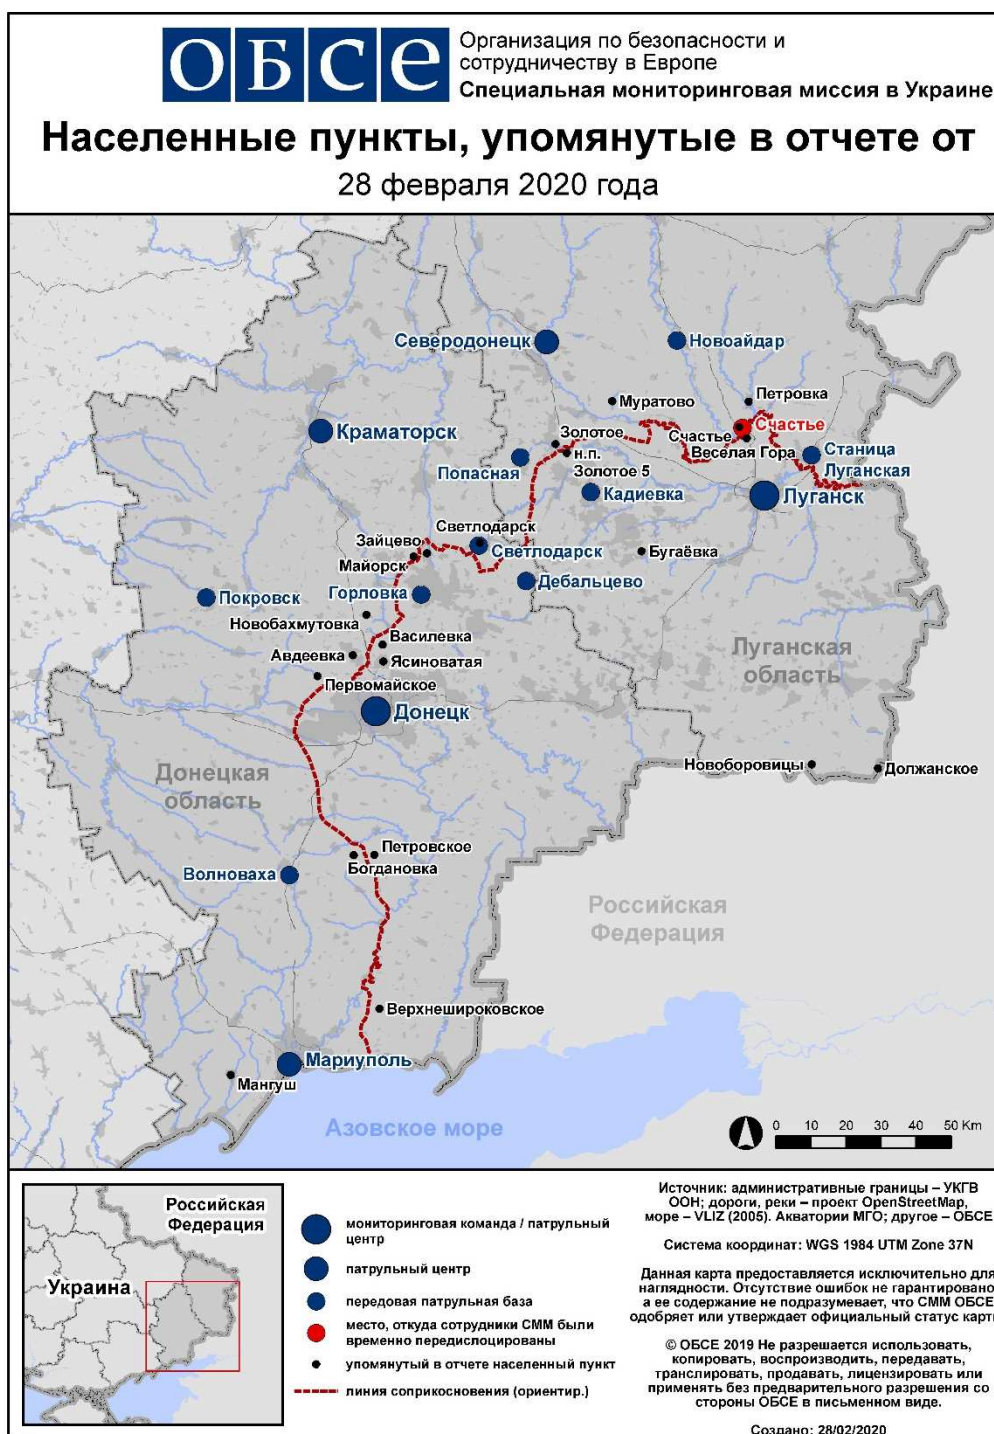 ОБСЕ
Организация по безопасности и
сотрудничеству в Европе
Специальная мониторинговая миссия в Украине
Населенные пункты, упомянутые в отчете от
28 февраля 2020 года
Северодонецк
Новоайдар
Муратово
Петровка
Краматорск
Счастье
Золотое
Счастье
Веселая Гора
Станица
Луганская
н.п.
Золотое 5
Попасная
Кадиевка
Луганск
Светлодарск
Зайцево
Светлодарск
Майорск
Бугаёвка
Дебальцево
Горловка
Покровск
Новобахмутовка
Василевка
Авдеевка
Ясиноватая
Луганская
область
Первомайское
Донецк
Новоборовицы
Должанское
Донецкая
область
Петровское
Богдановка
Волноваха
Российская
Федерация
Верхнешироковское
Мариуполь
Мангуш
Азовское море
0 10 20 30 40 50 Km
Российская
Федерация
Украина
мониторинговая команда / патрульный
центр
патрульный центр
передовая патрульная база
место, откуда сотрудники СММ были
временно передислоцированы
упомянутый в отчете населенный пункт
линия соприкосновения (ориентир.)
Источник: административные границы – УКГВ
ООН; дороги, реки – проект OpenStreetMap,
море – VLIZ (2005). Акватории МГО; другое – ОБСЕ
Система координат: WGS 1984 UTM Zone 37N
Данная карта предоставляется исключительно для
наглядности. Отсутствие ошибок не гарантировано
а ее содержание не подразумевает, что СММ ОБСЕ
одобряет или утверждает официальный статус карт
© ОБСЕ 2019 Не разрешается использовать,
копировать, воспроизводить, передавать,
транслировать, продавать, лицензировать или
применять без предварительного разрешения со
стороны ОБСЕ в письменном виде.
Создано: 28/02/2020